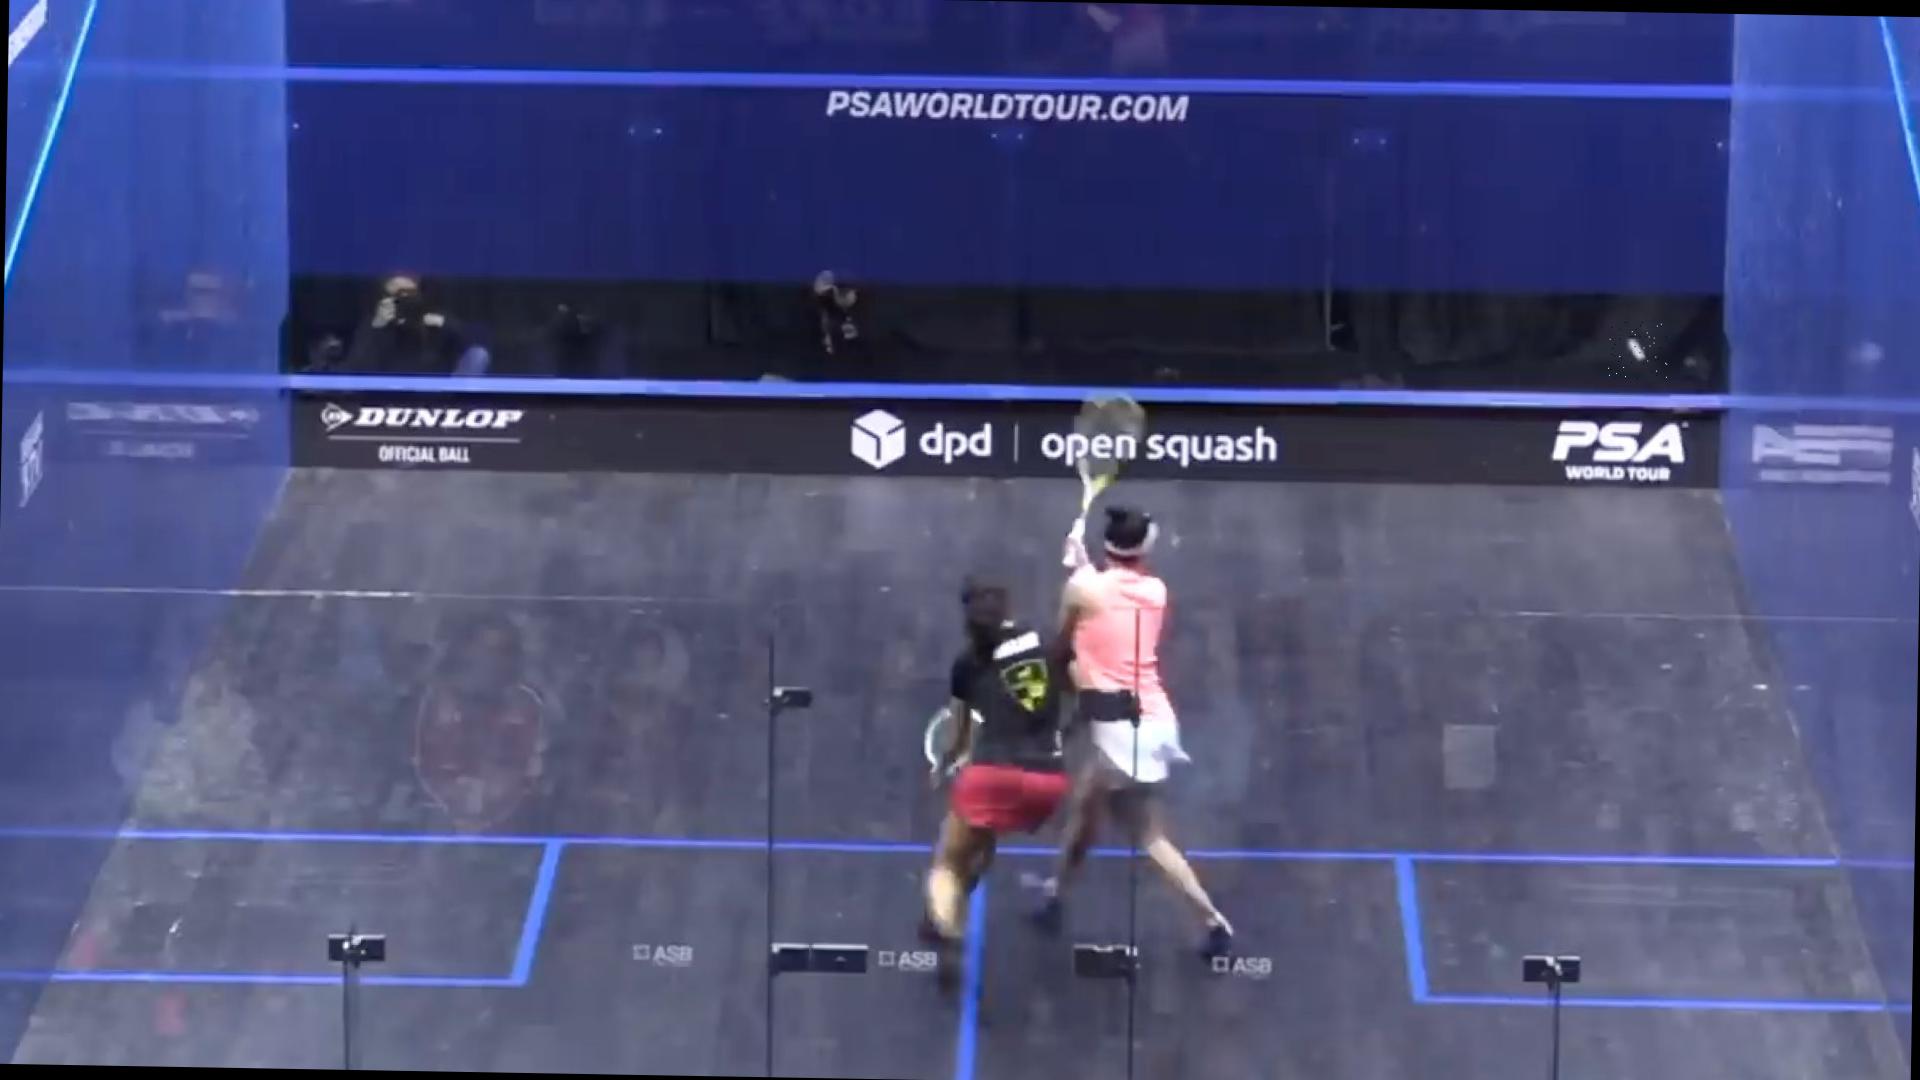 PSAWORLDTOUR.COM
DUNLOP
OFFICIAL BALL
dpd | open squash
PSA
WORLD TOUR
ASB
ASB
ASB